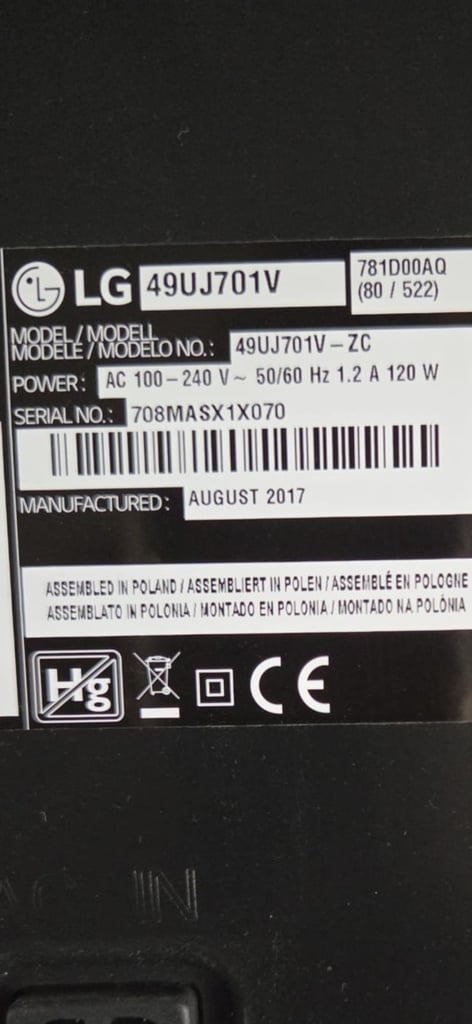 LG 49UJ701V
781D00AQ
(80 / 522)
MODEL / MODELL
MODÈLE / MODELO NO.: 49UJ701V - ZC
POWER: AC 100 - 240 V ~ 50/60 Hz 1.2 A 120 W
SERIAL NO.: 708MASX1X070
MANUFACTURED: AUGUST 2017
ASSEMBLED IN POLAND / ASSEMBLIERT IN POLEN / ASSEMBLÉ EN POLOGNE
ASSEMBLATO IN POLONIA / MONTADO EN POLONIA / MONTADO NA POLÓNIA
Hg CE
AC IN